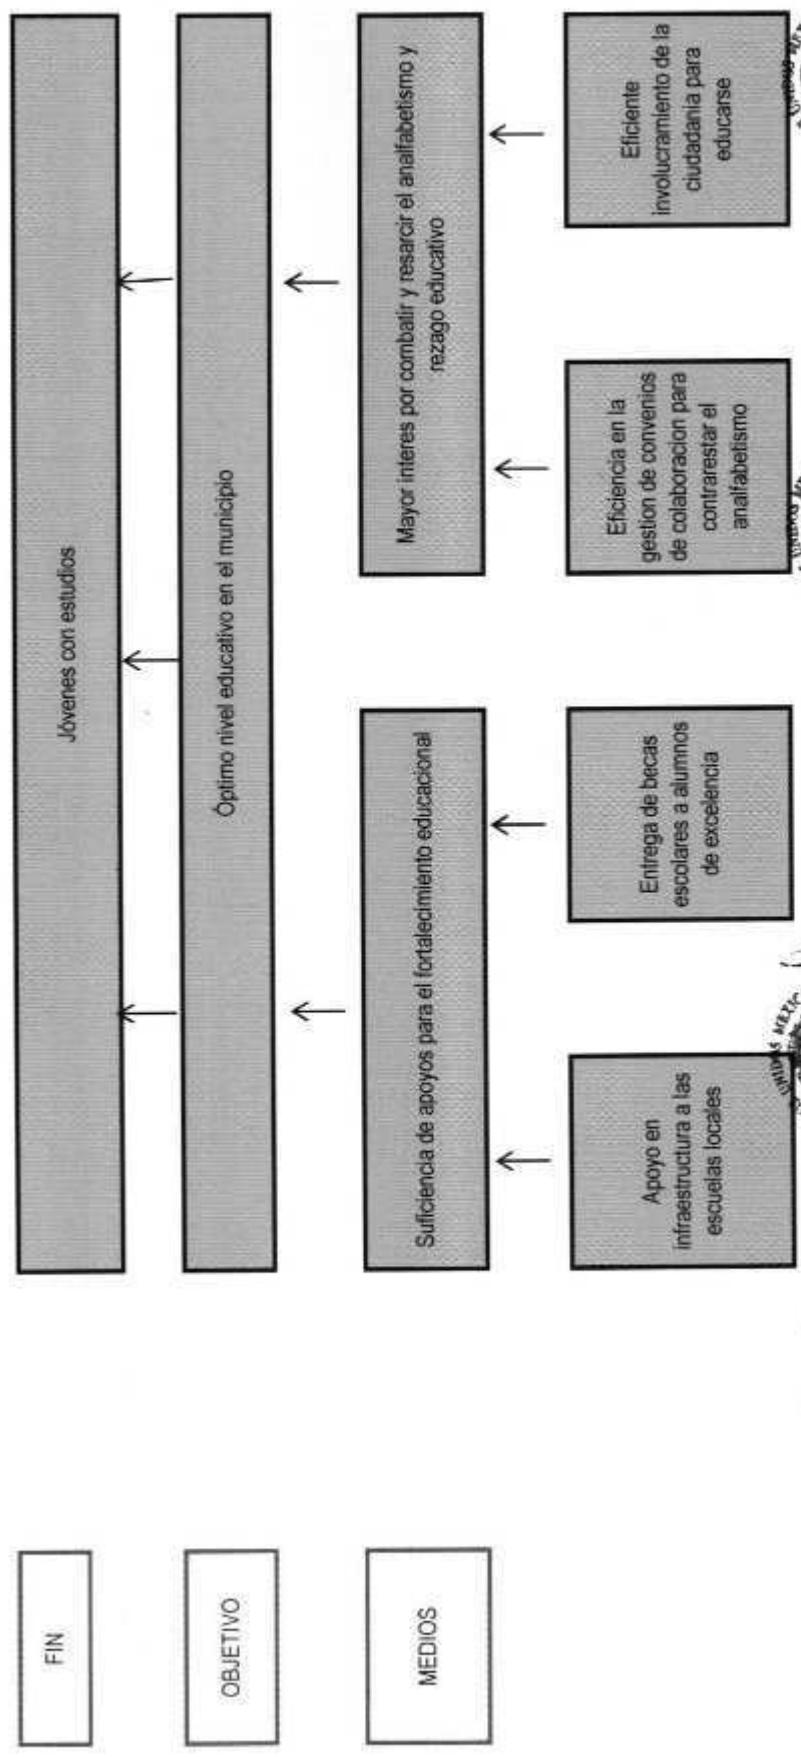 FIN
Jóvenes con estudios
OBJETIVO
Óptimo nivel educativo en el municipio
MEDIOS
Suficiencia de apoyos para el fortalecimiento educacional
Mayor interes por combatir y resarcir el analfabetismo y
rezago educativo
Apoyo en
infraestructura a las
escuelas locales
Entrega de becas
escolares a alumnos
de excelencia
Eficiencia en la
gestion de convenios
de colaboracion para
contrarestar el
analfabetismo
Eficiente
involucramiento de la
ciudadania para
educarse
UNIDOS
UNIDOS
UNIDOS